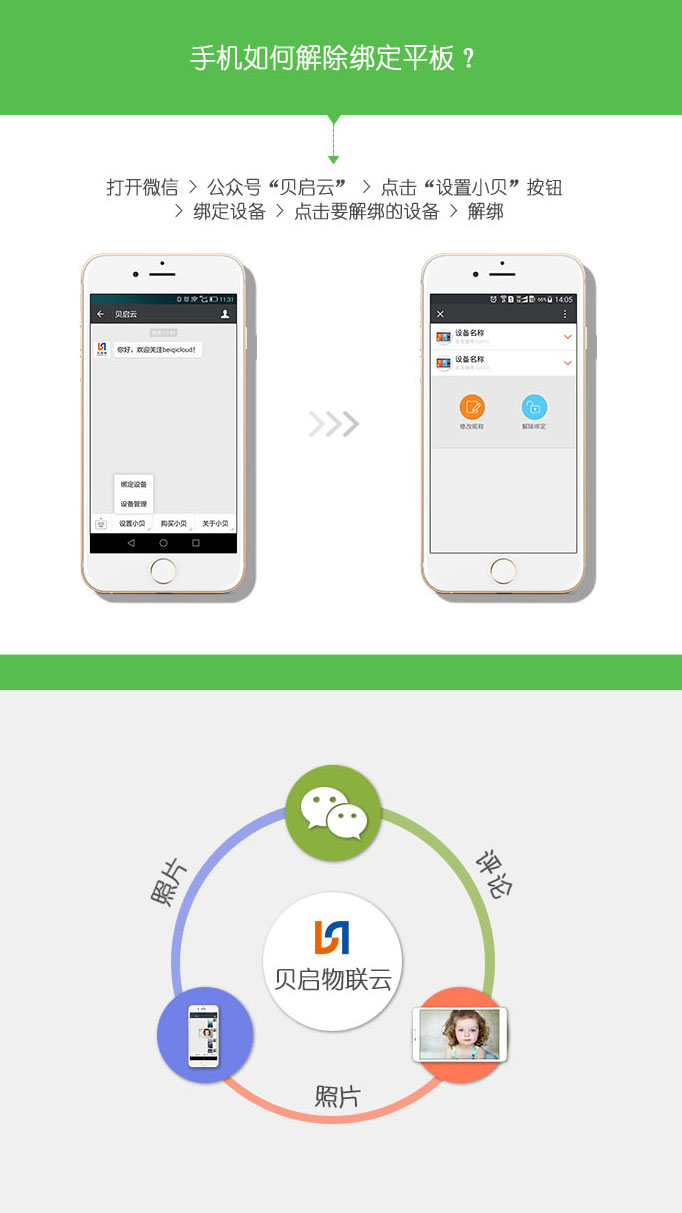 手机如何解除绑定平板？
打开微信 > 公众号“贝启云” > 点击“设置小贝”按钮
> 绑定设备 > 点击要解绑的设备 > 解绑
11:31
贝启云
你好，欢迎关注beiqicloud！
绑定设备
设备管理
设置小贝 购买小贝 关于小贝
66% 14:05
设备名称
设备名称
修改昵称 解除绑定
照片
评论
贝启物联云
照片